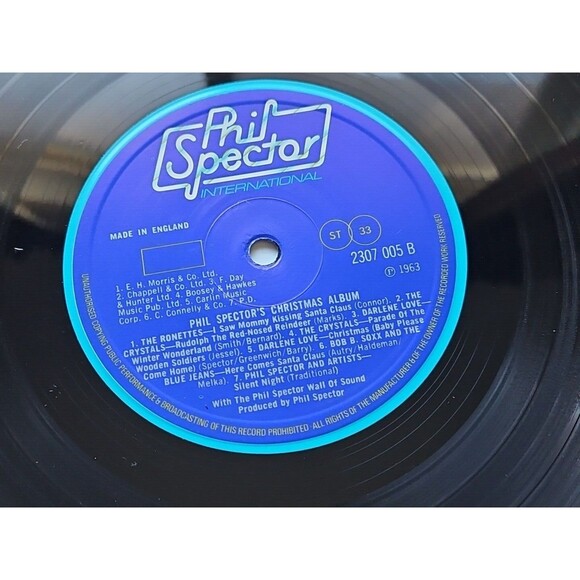 Phil
Spector
INTERNATIONAL
MADE IN ENGLAND
ST 33
2307 005 B
℗ 1963
1. E. H. Morris & Co. Ltd.
2. Chappell & Co. Ltd. 3. F. Day
& Hunter Ltd. 4. Boosey & Hawkes
Music Pub. Ltd. 5. Carlin Music
Corp. 6. C. Connelly & Co. 7. P.D.
PHIL SPECTOR'S CHRISTMAS ALBUM
1. THE RONETTES—I Saw Mommy Kissing Santa Claus (Connor). 2. THE
CRYSTALS—Rudolph The Red-Nosed Reindeer (Marks). 3. DARLENE LOVE—
Winter Wonderland (Smith/Bernard). 4. THE CRYSTALS—Parade Of The
Wooden Soldiers (Jessel). 5. DARLENE LOVE—Christmas (Baby Please
Come Home) (Spector/Greenwich/Barry). 6. BOB B. SOXX AND THE
BLUE JEANS—Here Comes Santa Claus (Autry/Haldeman/
Melka). 7. PHIL SPECTOR AND ARTISTS—
Silent Night (Traditional)
With The Phil Spector Wall Of Sound
Produced by Phil Spector
UNAUTHORISED COPYING PUBLIC PERFORMANCE & BROADCASTING OF THIS RECORD PROHIBITED · ALL RIGHTS OF THE MANUFACTURER & OF THE OWNER OF THE RECORDED WORK RESERVED